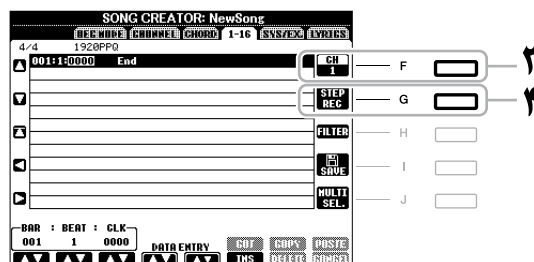 SONG CREATOR: NewSong
REC MODE CHANNEL CHORD 1-16 SYS/EX. LYRICS
4/4 1920PPQ
001:1:0000 End
CH
1
F
۲
STEP
REC
G
۳
FILTER
H
SAVE
I
MULTI
SEL.
J
BAR : BEAT : CLK
001 1 0000
DATA ENTRY
CUT COPY PASTE
INS DELETE